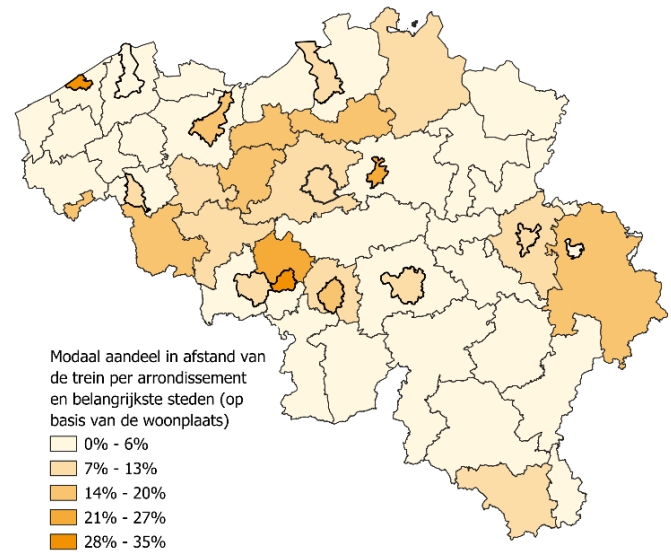 Modaal aandeel in afstand van
de trein per arrondissement
en belangrijkste steden (op
basis van de woonplaats)
0% - 6%
7% - 13%
14% - 20%
21% - 27%
28% - 35%